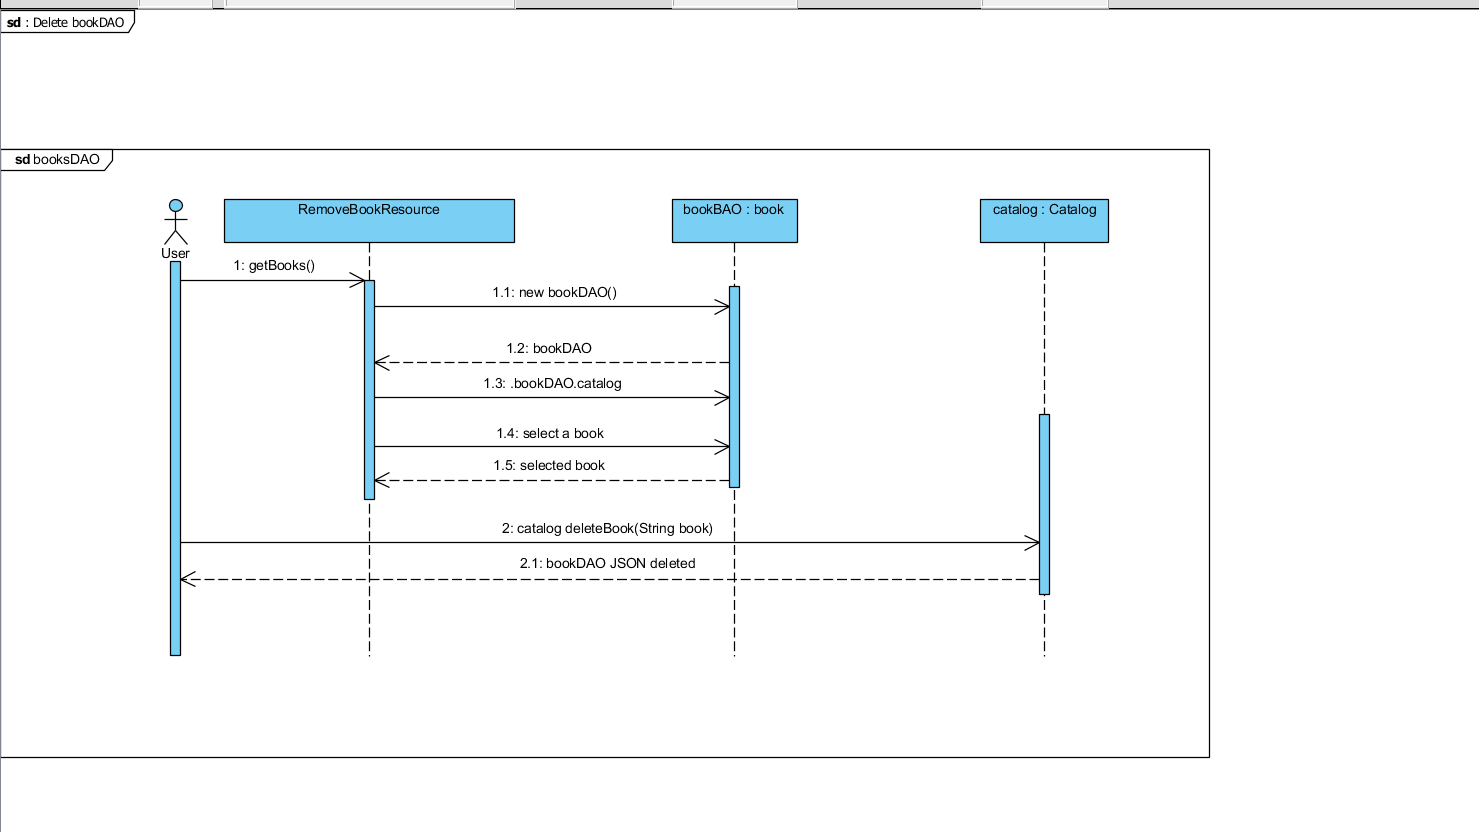 sd : Delete bookDAO
sd booksDAO
User
RemoveBookResource
bookBAO : book
catalog : Catalog
1: getBooks()
1.1: new bookDAO()
1.2: bookDAO
1.3: .bookDAO.catalog
1.4: select a book
1.5: selected book
2: catalog deleteBook(String book)
2.1: bookDAO JSON deleted